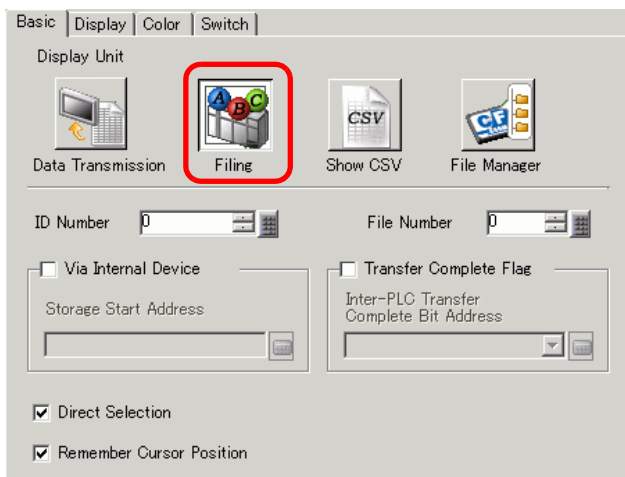 Basic Display Color Switch
Display Unit
A B C CSV CF
Data Transmission Filing Show CSV File Manager
ID Number 0 File Number 0
Via Internal Device Transfer Complete Flag
Storage Start Address
Inter-PLC Transfer
Complete Bit Address
Direct Selection
Remember Cursor Position